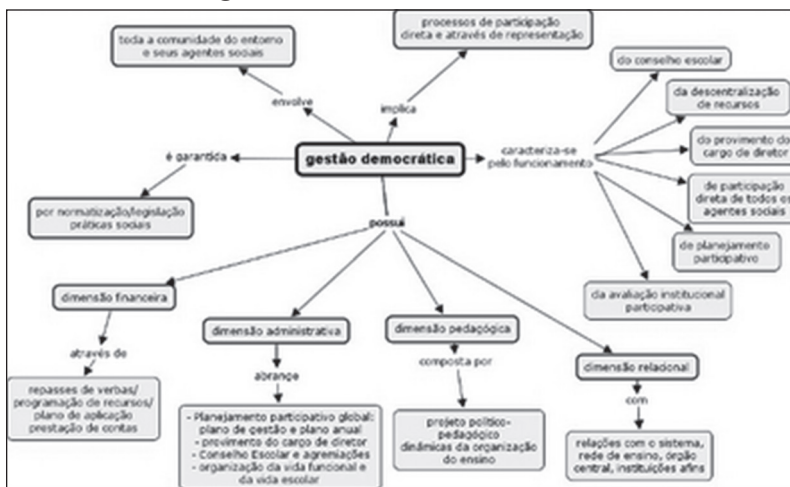 toda a comunidade do entorno
e seus agentes sociais
processos de participação
direta e através de representação
do conselho escolar
da descentralização
de recursos
envolve
implica
do provimento do
cargo de diretor
é garantida
gestão democrática
caracteriza-se
pelo funcionamento
de participação
direta de todos os
agentes sociais
por normatização/legislação
práticas sociais
possui
de planejamento
participativo
da avaliação institucional
participativa
dimensão financeira
dimensão administrativa
dimensão pedagógica
dimensão relacional
através de
abrange
composta por
com
repasses de verbas/
programação de recursos/
plano de aplicação
prestação de contas
- Planejamento participativo global:
plano de gestão e plano anual
- provimento do cargo de diretor
- Conselho Escolar e agremiações
- organização da vida funcional e
da vida escolar
projeto político-
pedagógico
dinâmicas da organização
do ensino
relações com o sistema,
rede de ensino, órgão
central, instituições afins